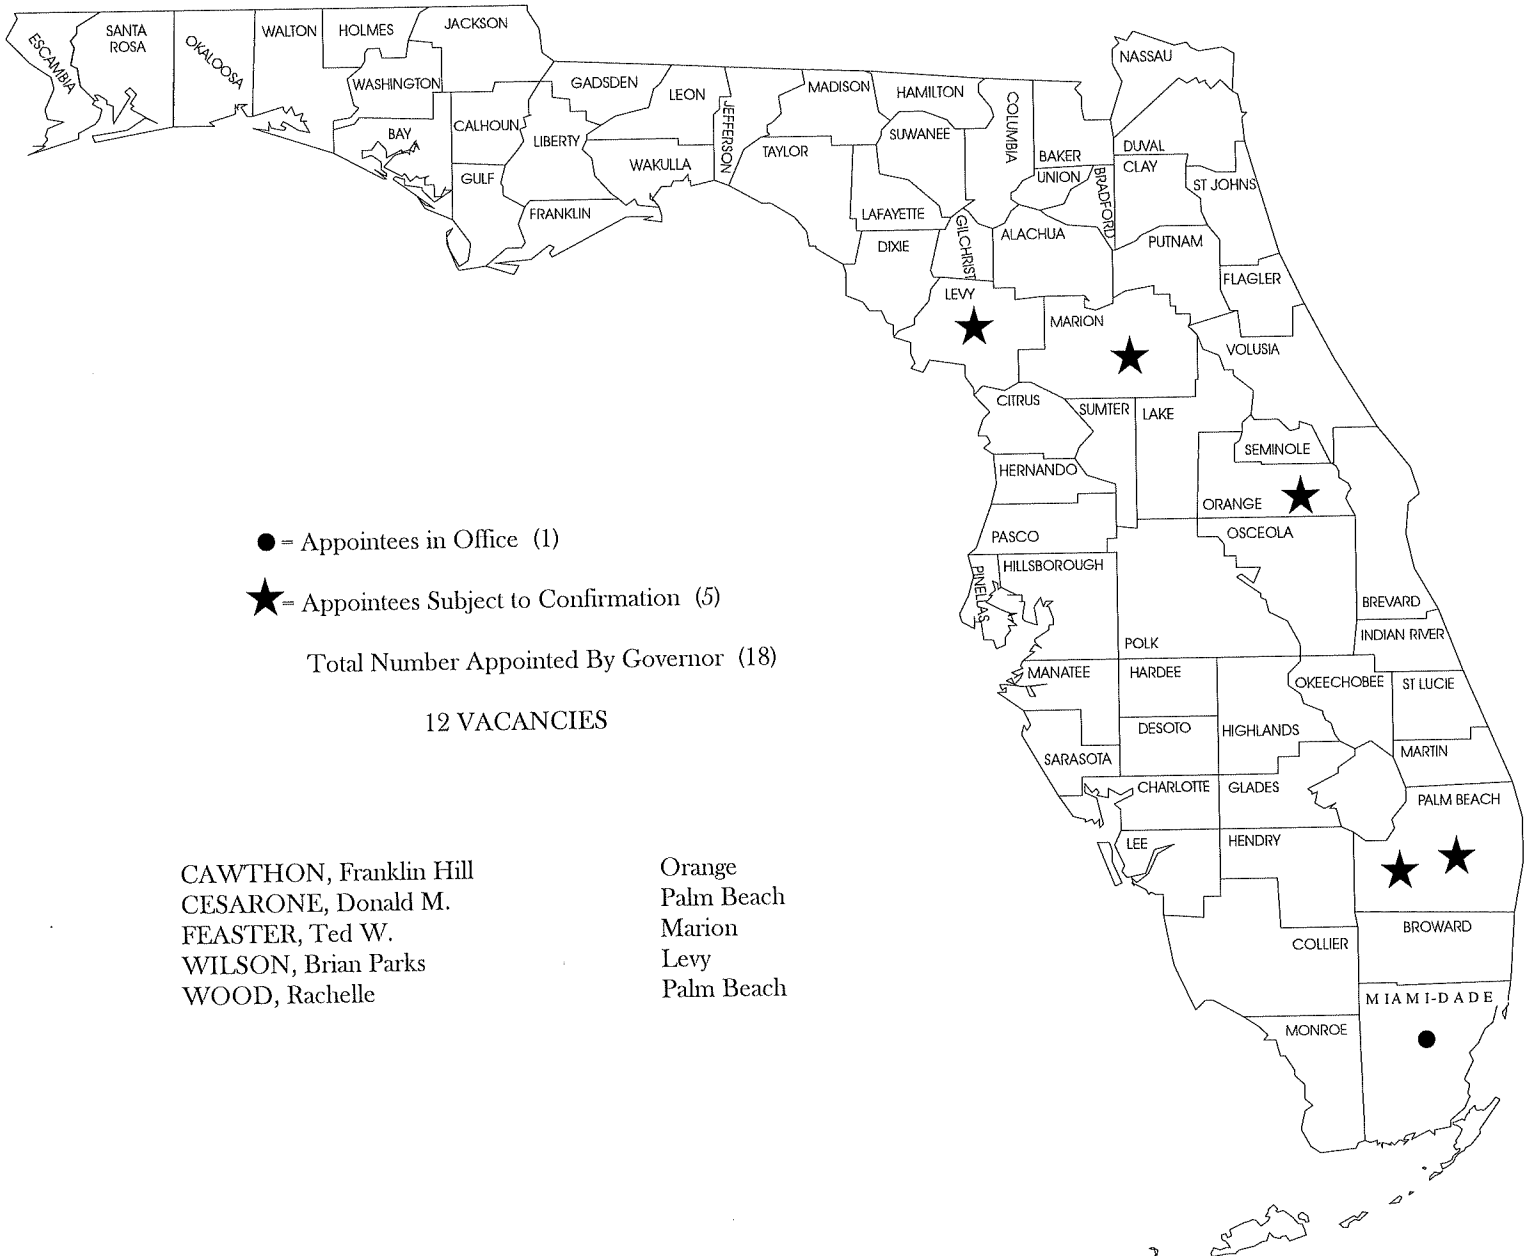 ESCAMBIA
SANTA
ROSA
OKALOOSA
WALTON
HOLMES
JACKSON
WASHINGTON
BAY
CALHOUN
GULF
LIBERTY
GADSDEN
FRANKLIN
LEON
WAKULLA
JEFFERSON
MADISON
TAYLOR
HAMILTON
SUWANEE
LAFAYETTE
DIXIE
COLUMBIA
GILCHRIST
BAKER
UNION
BRADFORD
ALACHUA
NASSAU
DUVAL
CLAY
ST JOHNS
PUTNAM
FLAGLER
LEVY
MARION
VOLUSIA
CITRUS
SUMTER
LAKE
SEMINOLE
HERNANDO
ORANGE
PASCO
OSCEOLA
PINELLAS
HILLSBOROUGH
POLK
BREVARD
INDIAN RIVER
MANATEE
HARDEE
OKEECHOBEE
ST LUCIE
DESOTO
HIGHLANDS
SARASOTA
MARTIN
CHARLOTTE
GLADES
PALM BEACH
LEE
HENDRY
COLLIER
BROWARD
MIAMI-DADE
MONROE
= Appointees in Office (1)
= Appointees Subject to Confirmation (5)
Total Number Appointed By Governor (18)
12 VACANCIES
CAWTHON, Franklin Hill Orange
CESARONE, Donald M. Palm Beach
FEASTER, Ted W. Marion
WILSON, Brian Parks Levy
WOOD, Rachelle Palm Beach